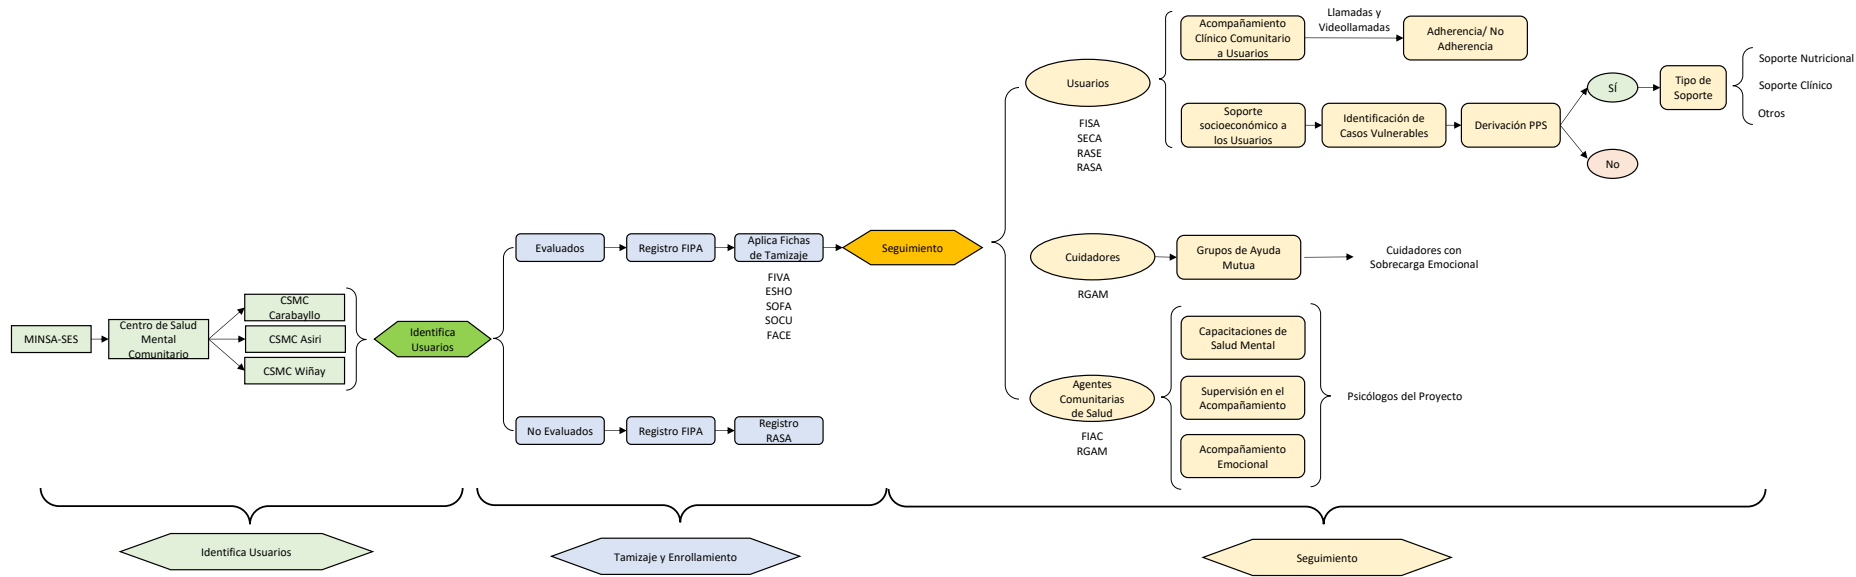 MINSA-SES
Centro de Salud
Mental
Comunitario
CSMC
Carabayllo
CSMC Asiri
CSMC Wiñay
Identifica
Usuarios
Evaluados
Registro FIPA
Aplica Fichas
de Tamizaje
FIVA
ESHO
SOFA
SOCU
FACE
No Evaluados
Registro FIPA
Registro
RASA
Seguimiento
Usuarios
FISA
SECA
RASE
RASA
Acompañamiento
Clínico Comunitario
a Usuarios
Llamadas y
Videollamadas
Adherencia/ No
Adherencia
Soporte
socioeconómico a
los Usuarios
Identificación de
Casos Vulnerables
Derivación PPS
SÍ
No
Tipo de
Soporte
Soporte Nutricional
Soporte Clínico
Otros
Cuidadores
RGAM
Grupos de Ayuda
Mutua
Cuidadores con
Sobrecarga Emocional
Agentes
Comunitarias
de Salud
FIAC
RGAM
Capacitaciones de
Salud Mental
Supervisión en el
Acompañamiento
Acompañamiento
Emocional
Psicólogos del Proyecto
Identifica Usuarios
Tamizaje y Enrollamiento
Seguimiento